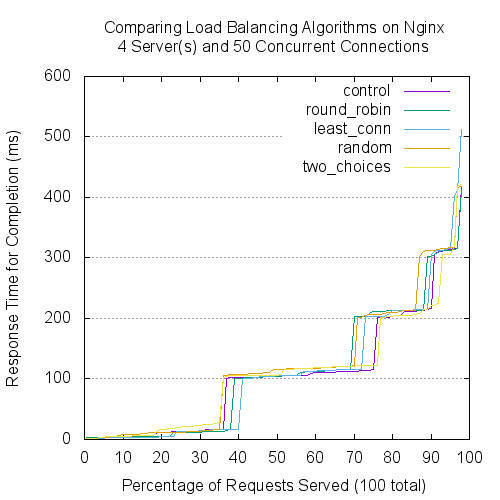 Comparing Load Balancing Algorithms on Nginx
4 Server(s) and 50 Concurrent Connections
600
500
400
300
200
100
0
Response Time for Completion (ms)
control
round_robin
least_conn
random
two_choices
0 10 20 30 40 50 60 70 80 90 100
Percentage of Requests Served (100 total)